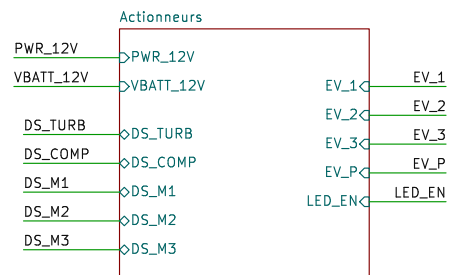 Actionneurs
PWR_12V PWR_12V
VBATT_12V VBATT_12V EV_1 EV_1
EV_2 EV_2
DS_TURB DS_TURB EV_3 EV_3
DS_COMP DS_COMP EV_P EV_P
DS_M1 DS_M1 LED_EN LED_EN
DS_M2 DS_M2
DS_M3 DS_M3